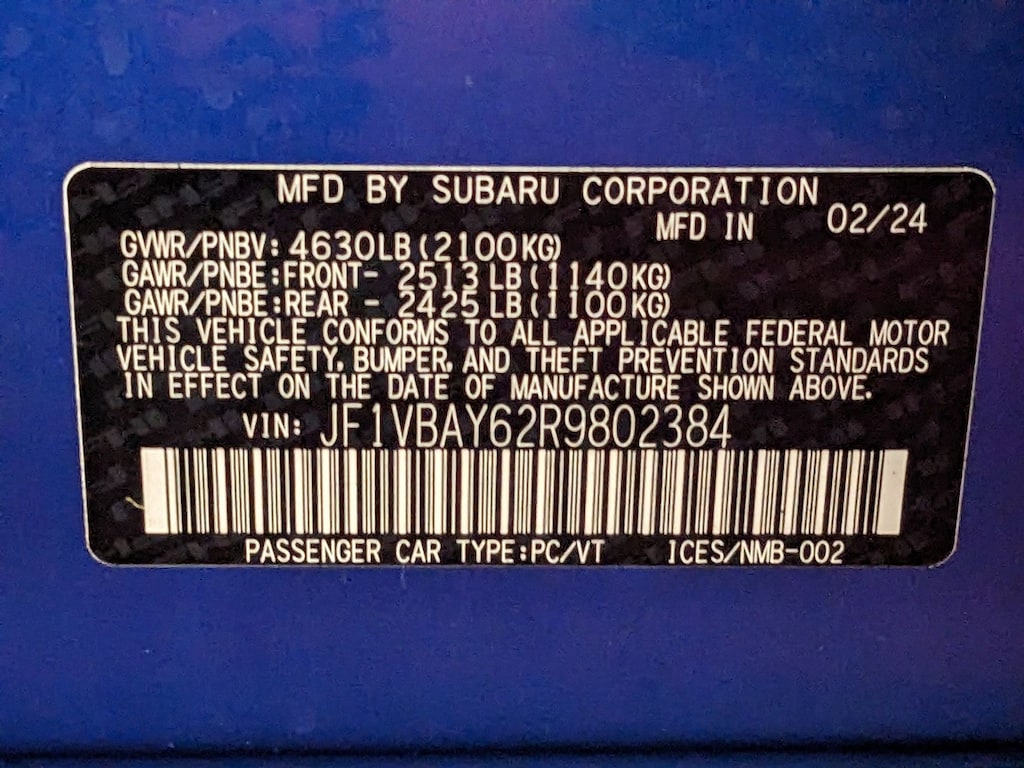 MFD BY SUBARU CORPORATION
MFD IN 02/24
GVWR/PNBV: 4630LB (2100KG)
GAWR/PNBE:FRONT- 2513 LB (1140KG)
GAWR/PNBE:REAR - 2425 LB (1100KG)
THIS VEHICLE CONFORMS TO ALL APPLICABLE FEDERAL MOTOR
VEHICLE SAFETY, BUMPER, AND THEFT PREVENTION STANDARDS
IN EFFECT ON THE DATE OF MANUFACTURE SHOWN ABOVE.
VIN: JF1VBAY62R9802384
PASSENGER CAR TYPE:PC/VT ICES/NMB-002